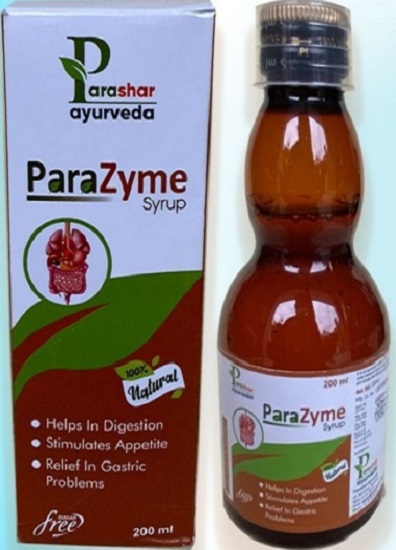 Parashar
ayurveda
ParaZyme
Syrup
100%
Natural
Helps In Digestion
Stimulates Appetite
Relief In Gastric
Problems
SUGAR
free
200 ml
Parashar
ayurveda
200 ml
ParaZyme
Syrup
Natural
Helps In Digestion
Stimulates Appetite
Relief In Gastric
Problems